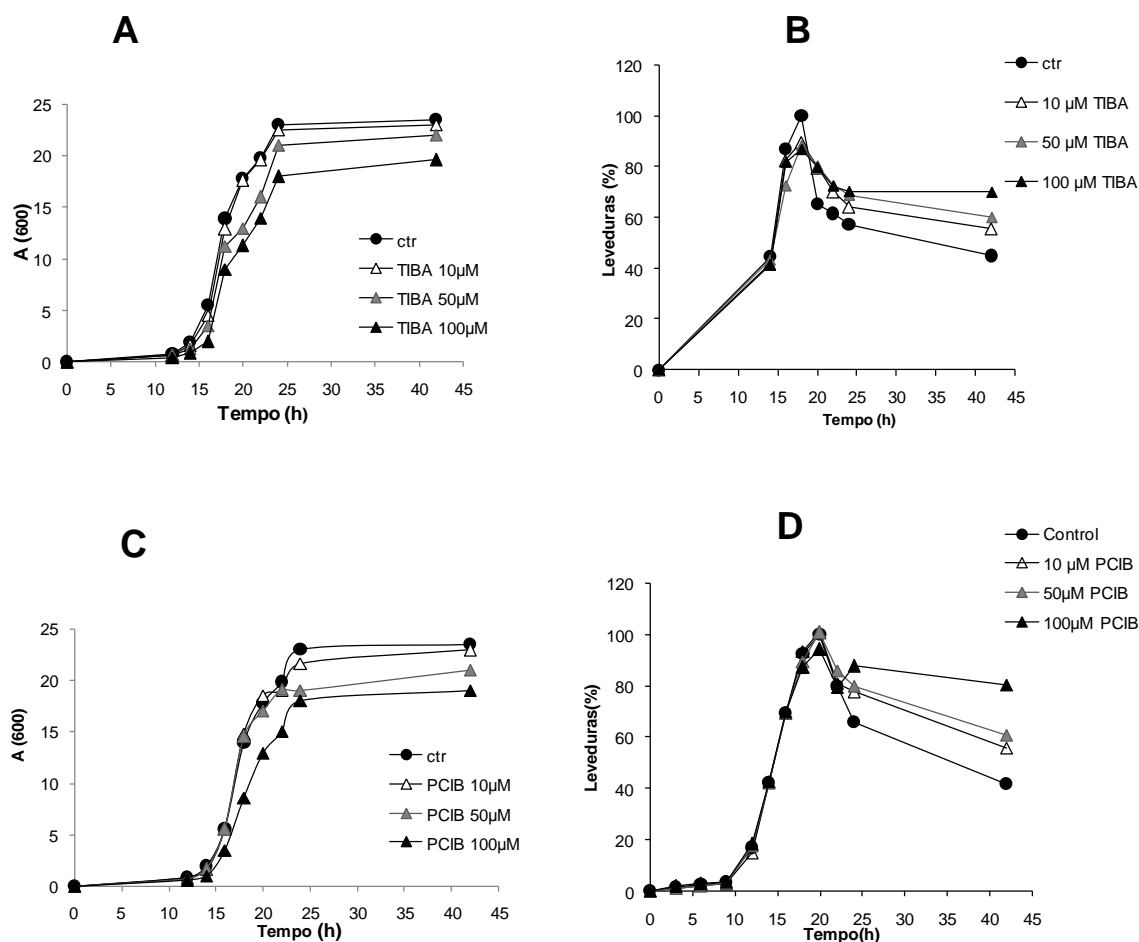 A
A (600)
25
20
15
10
5
0
ctr
TIBA 10µM
TIBA 50µM
TIBA 100µM
0 5 10 15 20 25 30 35 40 45
Tempo (h)
B
Leveduras (%)
120
100
80
60
40
20
0
ctr
10 µM TIBA
50 µM TIBA
100 µM TIBA
0 5 10 15 20 25 30 35 40 45
Tempo (h)
C
A (600)
25
20
15
10
5
0
ctr
PCIB 10µM
PCIB 50µM
PCIB 100µM
0 5 10 15 20 25 30 35 40 45
Tempo (h)
D
Leveduras(%)
120
100
80
60
40
20
0
Control
10 µM PCIB
50µM PCIB
100µM PCIB
0 5 10 15 20 25 30 35 40 45
Tempo(h)